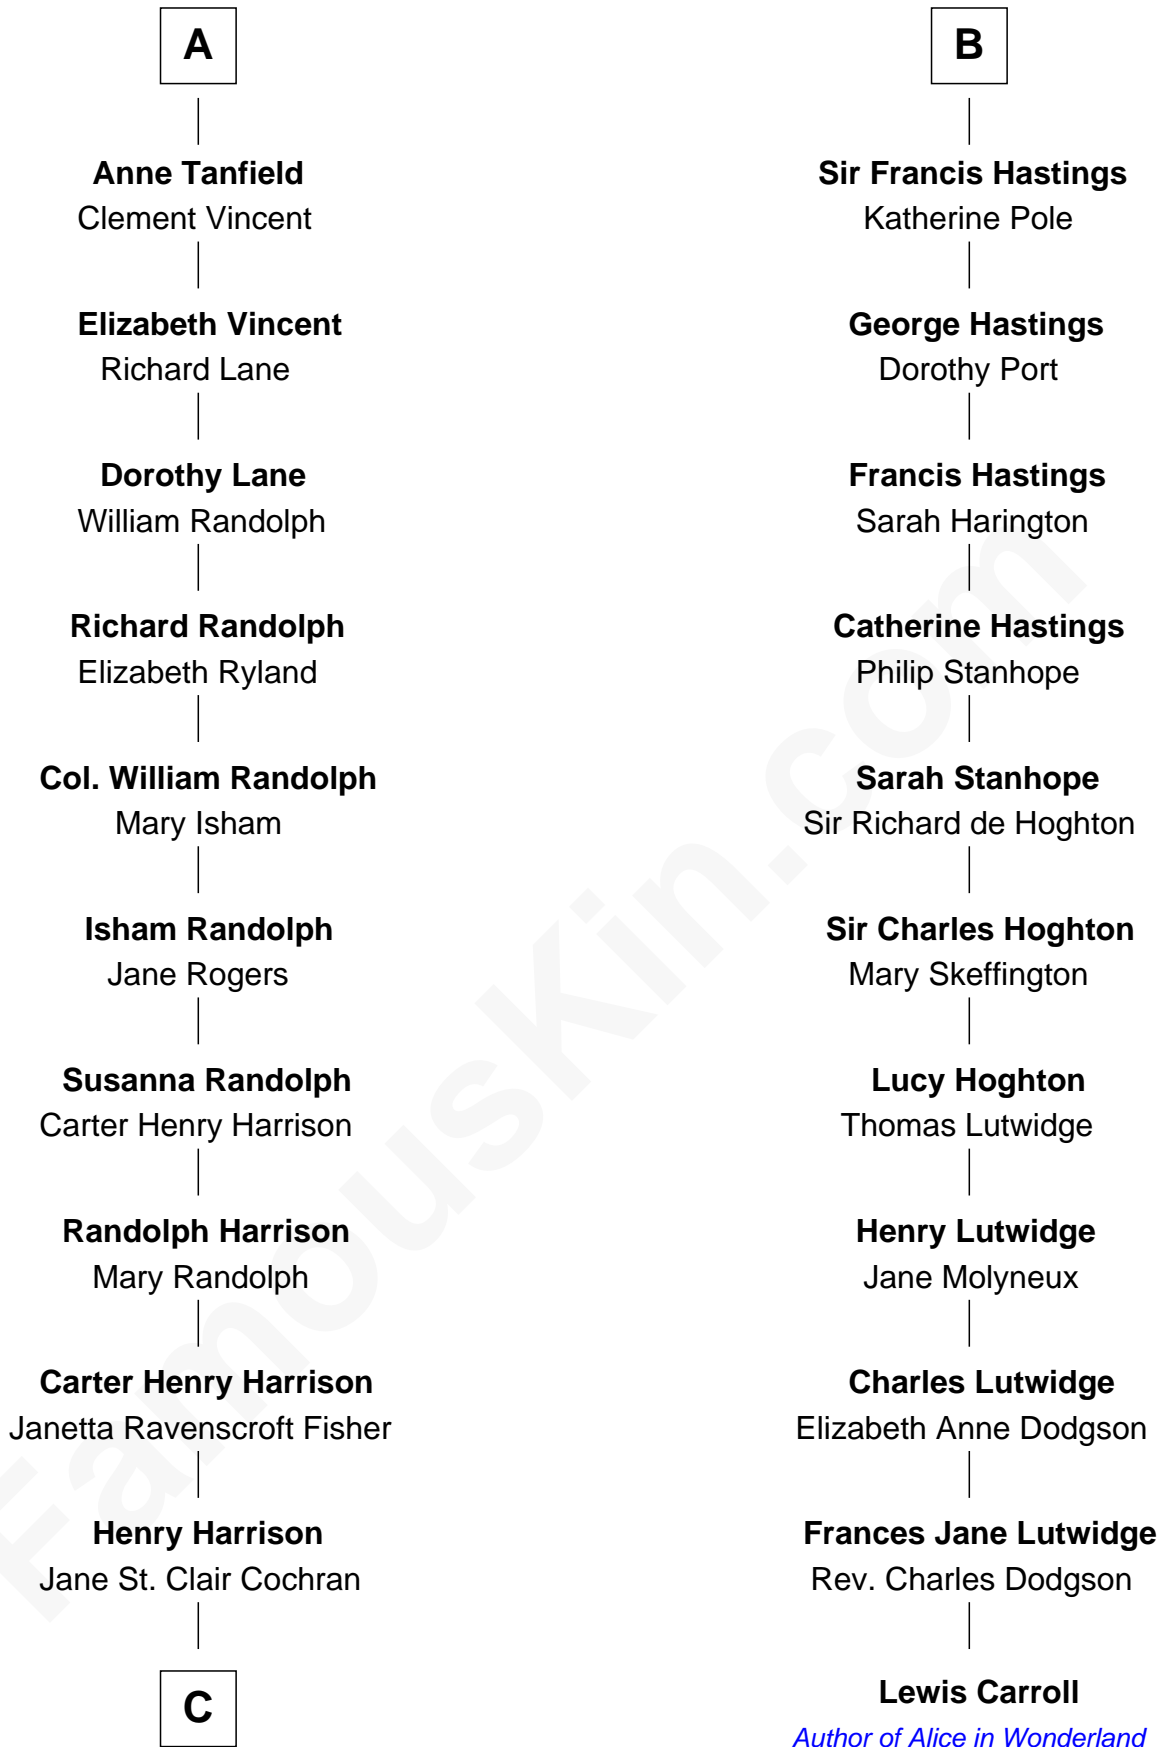 A
Anne Tanfield
Clement Vincent
Elizabeth Vincent
Richard Lane
Dorothy Lane
William Randolph
Richard Randolph
Elizabeth Ryland
Col. William Randolph
Mary Isham
Isham Randolph
Jane Rogers
Susanna Randolph
Carter Henry Harrison
Randolph Harrison
Mary Randolph
Carter Henry Harrison
Janetta Ravenscroft Fisher
Henry Harrison
Jane St. Clair Cochran
C
B
Sir Francis Hastings
Katherine Pole
George Hastings
Dorothy Port
Francis Hastings
Sarah Harington
Catherine Hastings
Philip Stanhope
Sarah Stanhope
Sir Richard de Hoghton
Sir Charles Hoghton
Mary Skeffington
Lucy Hoghton
Thomas Lutwidge
Henry Lutwidge
Jane Molyneux
Charles Lutwidge
Elizabeth Anne Dodgson
Frances Jane Lutwidge
Rev. Charles Dodgson
Lewis Carroll
Author of Alice in Wonderland
FamousKin.com